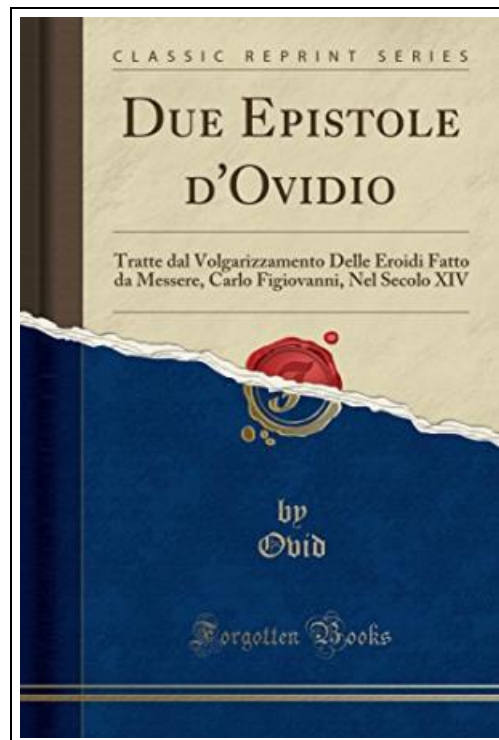 CLASSIC REPRINT SERIES
DUE EPISTOLE
D'OVIDIO
Tratte dal Volgarizzamento Delle Eroidi Fatto
da Messere, Carlo Figiovanni, Nel Secolo XIV
by
Ovid
Forgotten Books